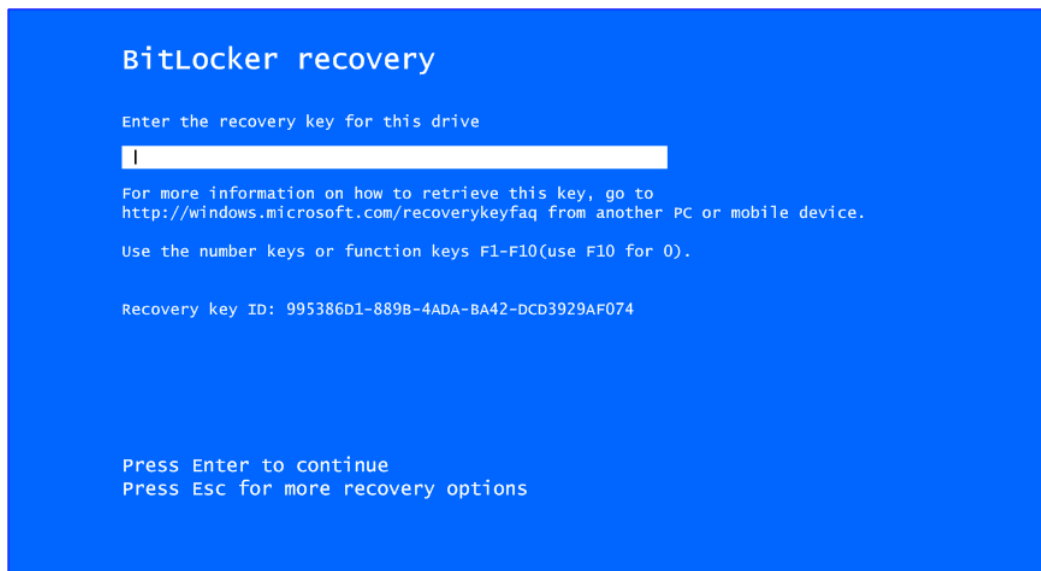 BitLocker recovery
Enter the recovery key for this drive
For more information on how to retrieve this key, go to
http://windows.microsoft.com/recoverykeyfaq from another PC or mobile device.
Use the number keys or function keys F1-F10(use F10 for 0).
Recovery key ID: 995386D1-889B-4ADA-BA42-DCD3929AF074
Press Enter to continue
Press Esc for more recovery options